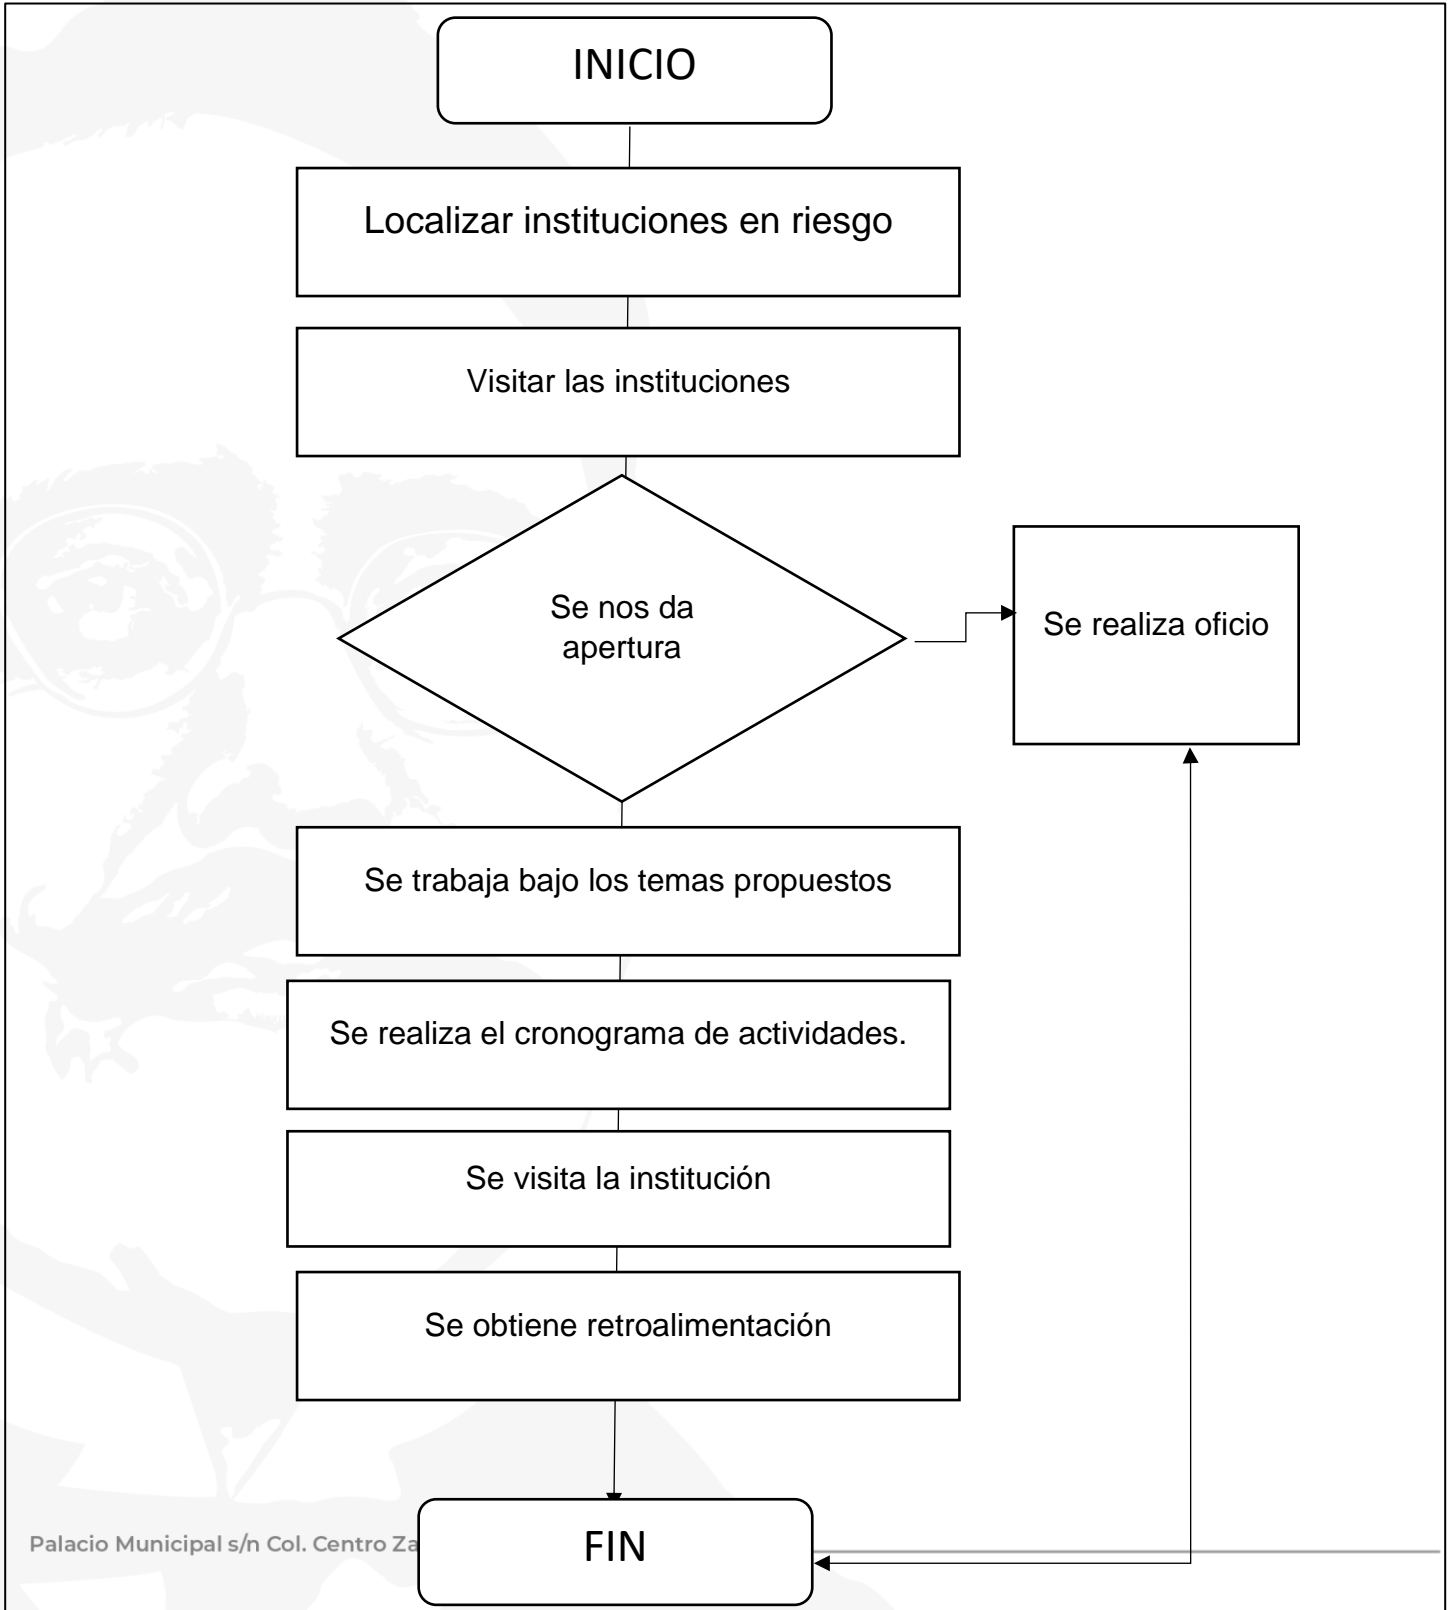 INICIO
Localizar instituciones en riesgo
Visitar las instituciones
Se nos da
apertura
Se realiza oficio
Se trabaja bajo los temas propuestos
Se realiza el cronograma de actividades.
Se visita la institución
Se obtiene retroalimentación
FIN
Palacio Municipal s/n Col. Centro Za